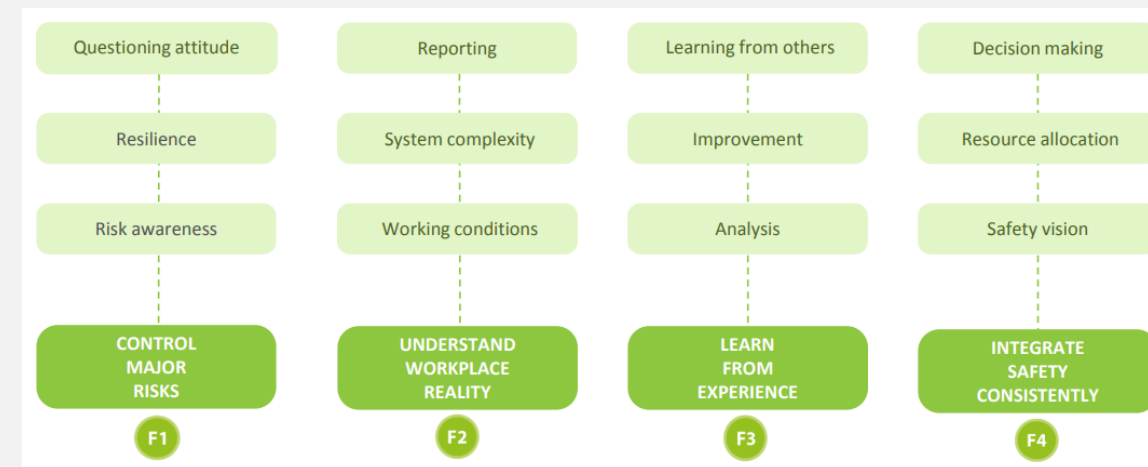 Questioning attitude
Reporting
Learning from others
Decision making
Resilience
System complexity
Improvement
Resource allocation
Risk awareness
Working conditions
Analysis
Safety vision
CONTROL
MAJOR
RISKS
UNDERSTAND
WORKPLACE
REALITY
LEARN
FROM
EXPERIENCE
INTEGRATE
SAFETY
CONSISTENTLY
F1
F2
F3
F4